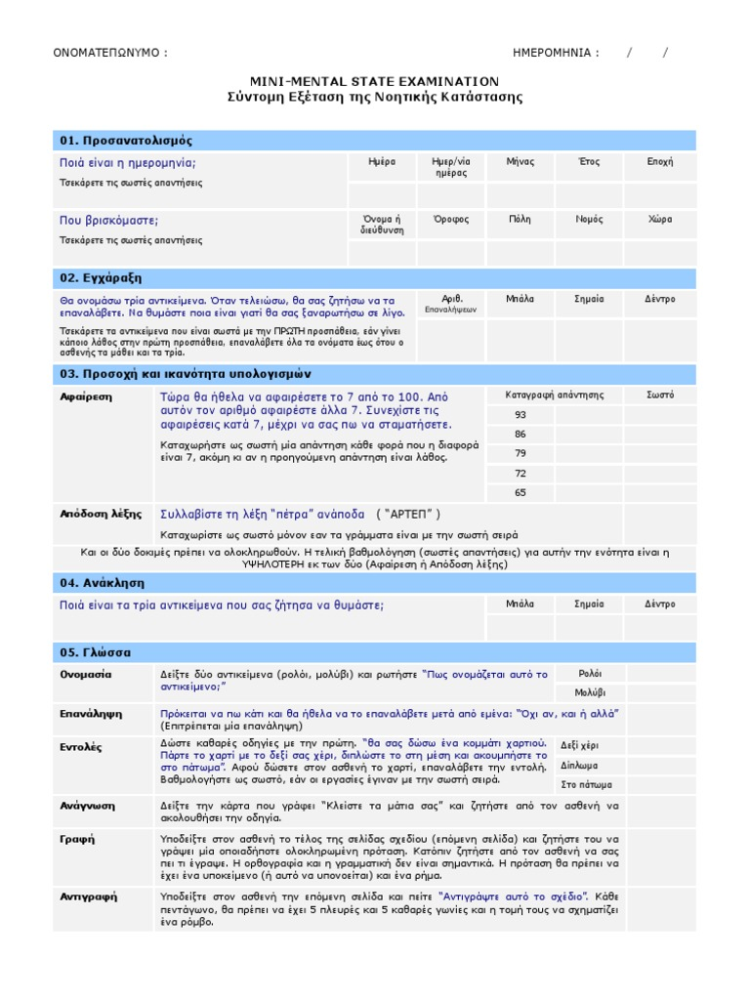 ΟΝΟΜΑΤΕΠΩΝΥΜΟ : ΗΜΕΡΟΜΗΝΙΑ : / /
MINI-MENTAL STATE EXAMINATION
Σύντομη Εξέταση της Νοητικής Κατάστασης
01. Προσανατολισμός
Ποιά είναι η ημερομηνία; Ημέρα Ημερ/νία Μήνας Έτος Εποχή
ημέρας
Τσεκάρετε τις σωστές απαντήσεις
Που βρισκόμαστε; Όνομα ή Όροφος Πόλη Νομός Χώρα
διεύθυνση
Τσεκάρετε τις σωστές απαντήσεις
02. Εγχάραξη
Θα ονομάσω τρία αντικείμενα. Όταν τελειώσω, θα σας ζητήσω να τα Αριθ. Μπάλα Σημαία Δέντρο
επαναλάβετε. Να θυμάστε ποια είναι γιατί θα σας ξαναρωτήσω σε λίγο. Επαναλήψεων
Τσεκάρετε τα αντικείμενα που είναι σωστά με την ΠΡΩΤΗ προσπάθεια, εάν γίνει
κάποιο λάθος στην πρώτη προσπάθεια, επαναλάβετε όλα τα ονόματα έως ότου ο
ασθενής τα μάθει και τα τρία.
03. Προσοχή και ικανότητα υπολογισμών
Αφαίρεση Τώρα θα ήθελα να αφαιρέσετε το 7 από το 100. Από Καταγραφή απάντησης Σωστό
αυτόν τον αριθμό αφαιρέστε άλλα 7. Συνεχίστε τις 93
αφαιρέσεις κατά 7, μέχρι να σας πω να σταματήσετε. 86
Καταχωρήστε ως σωστή μία απάντηση κάθε φορά που η διαφορά 79
είναι 7, ακόμη κι αν η προηγούμενη απάντηση είναι λάθος.
72
65
Απόδοση λέξης Συλλαβίστε τη λέξη “πέτρα” ανάποδα ( “ΑΡΤΕΠ” )
Καταχωρίστε ως σωστό μόνον εαν τα γράμματα είναι με την σωστή σειρά
Και οι δύο δοκιμές πρέπει να ολοκληρωθούν. Η τελική βαθμολόγηση (σωστές απαντήσεις) για αυτήν την ενότητα είναι η
ΥΨΗΛΟΤΕΡΗ εκ των δύο (Αφαίρεση ή Απόδοση λέξης)
04. Ανάκληση
Ποιά είναι τα τρία αντικείμενα που σας ζήτησα να θυμάστε; Μπάλα Σημαία Δέντρο
05. Γλώσσα
Ονομασία Δείξτε δύο αντικείμενα (ρολόι, μολύβι) και ρωτήστε “Πως ονομάζεται αυτό το Ρολόι
αντικείμενο;” Μολύβι
Επανάληψη Πρόκειται να πω κάτι και θα ήθελα να το επαναλάβετε μετά από εμένα: “Όχι αν, και ή αλλά”
(Επιτρέπεται μία επανάληψη)
Εντολές Δώστε καθαρές οδηγίες με την πρώτη. “θα σας δώσω ένα κομμάτι χαρτιού. Δεξί χέρι
Πάρτε το χαρτί με το δεξί σας χέρι, διπλώστε το στη μέση και ακουμπήστε το
στο πάτωμα”. Αφού δώσετε στον ασθενή το χαρτί, επαναλάβετε την εντολή. Δίπλωμα
Βαθμολογήστε ως σωστό, εάν οι εργασίες έγιναν με την σωστή σειρά. Στο πάτωμα
Ανάγνωση Δείξτε την κάρτα που γράφει “Κλείστε τα μάτια σας” και ζητήστε από τον ασθενή να
ακολουθήσει την οδηγία.
Γραφή Υποδείξτε στον ασθενή το τέλος της σελίδας σχεδίου (επόμενη σελίδα) και ζητήστε του να
γράψει μία οποιαδήποτε ολοκληρωμένη πρόταση. Κατόπιν ζητήστε από τον ασθενή να σας
πει τι έγραψε. Η ορθογραφία και η γραμματική δεν είναι σημαντικά. Η πρόταση θα πρέπει να
έχει ένα υποκείμενο (ή αυτό να υπονοείται) και ένα ρήμα.
Αντιγραφή Υποδείξτε στον ασθενή την επόμενη σελίδα και πείτε “Αντιγράψτε αυτό το σχέδιο”. Κάθε
πεντάγωνο, θα πρέπει να έχει 5 πλευρές και 5 καθαρές γωνίες και η τομή τους να σχηματίζει
ένα ρόμβο.